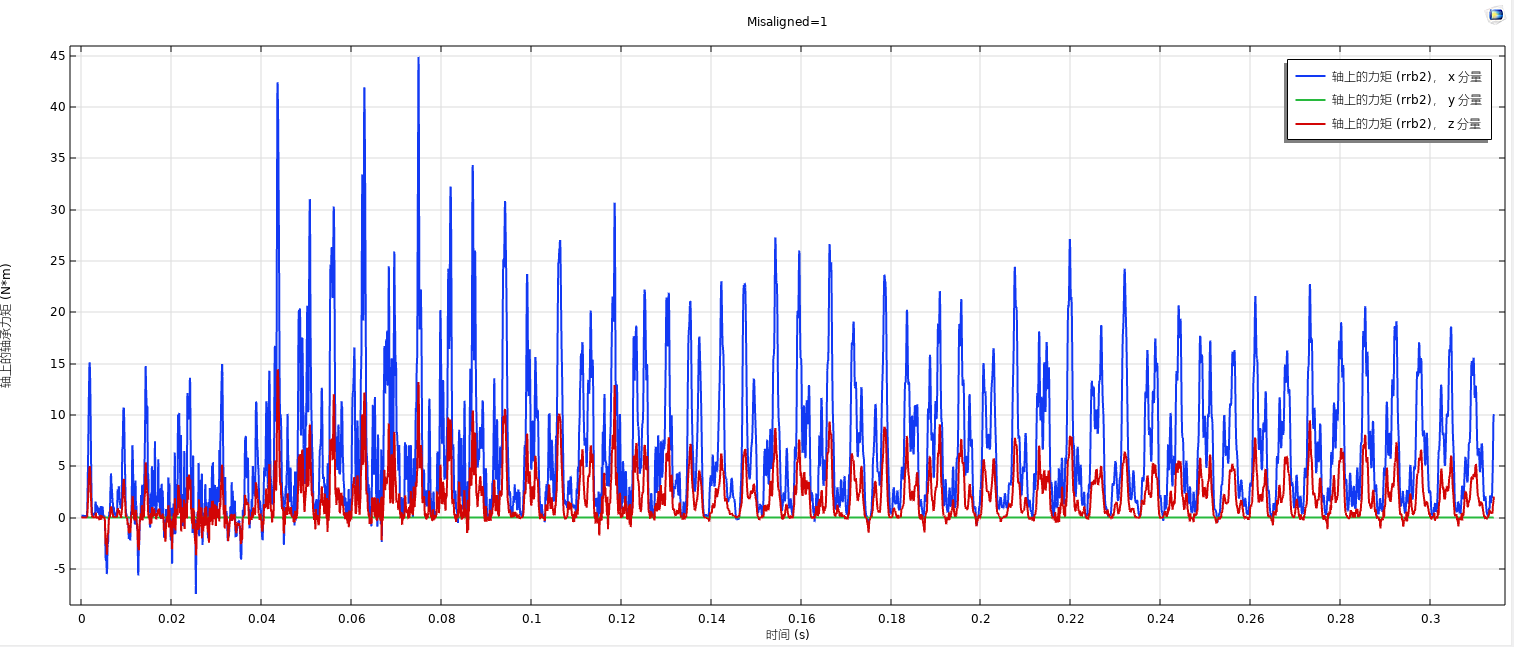 Misaligned=1
轴上的力矩 (rrb2), x 分量
轴上的力矩 (rrb2), y 分量
轴上的力矩 (rrb2), z 分量
轴上的轴承力矩 (N*m)
45
40
35
30
25
20
15
10
5
0
-5
0 0.02 0.04 0.06 0.08 0.1 0.12 0.14 0.16 0.18 0.2 0.22 0.24 0.26 0.28 0.3
时间 (s)